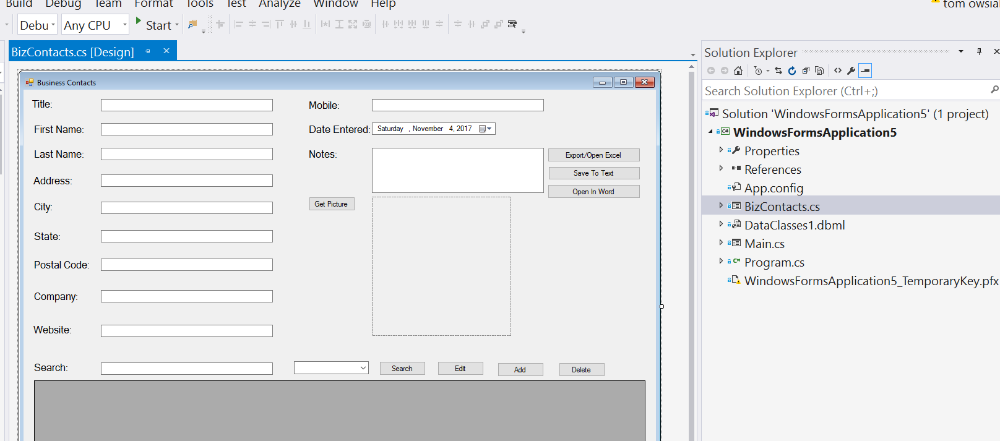 Build Debug Team Format Tools Test Analyze Window Help
tom owsia
Debu Any CPU Start
BizContacts.cs [Design]
Business Contacts
Title:
First Name:
Last Name:
Address:
City:
State:
Postal Code:
Company:
Website:
Mobile:
Date Entered: Saturday , November 4, 2017
Notes:
Export/Open Excel
Save To Text
Open In Word
Get Picture
Search: Search Edit Add Delete
Solution Explorer
Search Solution Explorer (Ctrl+;)
Solution 'WindowsFormsApplication5' (1 project)
WindowsFormsApplication5
Properties
References
App.config
BizContacts.cs
DataClasses1.dbml
Main.cs
Program.cs
WindowsFormsApplication5_TemporaryKey.pfx